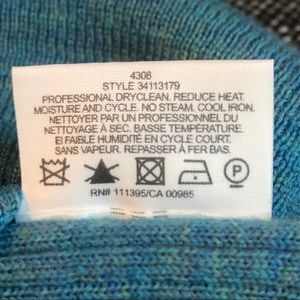 4308
STYLE 34113179
PROFESSIONAL DRYCLEAN. REDUCE HEAT.
MOISTURE AND CYCLE. NO STEAM. COOL IRON.
NETTOYER PAR UN PROFESSIONNEL DU
NETTOYAGE À SEC. BASSE TEMPÉRATURE.
ET FAIBLE HUMIDITÉ EN CYCLE COURT.
SANS VAPEUR. REPASSER À FER BAS.
P
RN# 111395/CA 00985